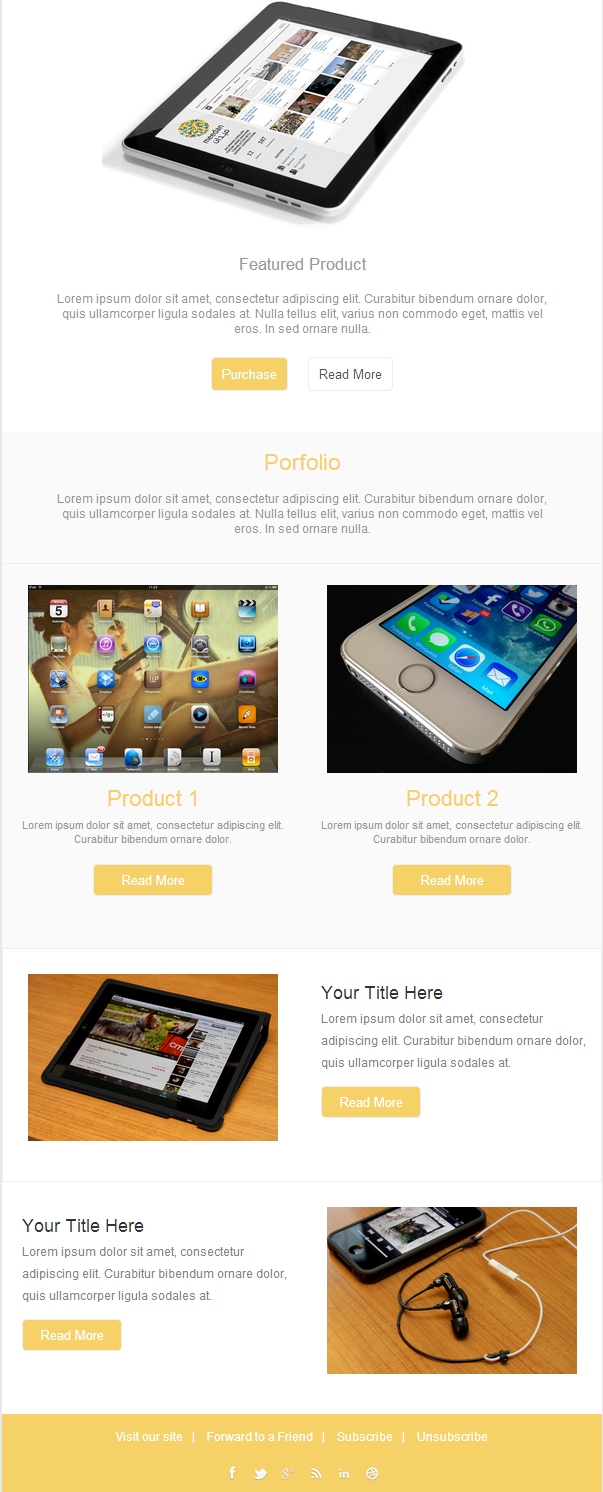 meedan
Featured Product
Lorem ipsum dolor sit amet, consectetur adipiscing elit. Curabitur bibendum ornare dolor,
quis ullamcorper ligula sodales at. Nulla tellus elit, varius non commodo eget, mattis vel
eros. In sed ornare nulla.
Purchase Read More
Porfolio
Lorem ipsum dolor sit amet, consectetur adipiscing elit. Curabitur bibendum ornare dolor,
quis ullamcorper ligula sodales at. Nulla tellus elit, varius non commodo eget, mattis vel
eros. In sed ornare nulla.
WhatsApp
Safari
Mail
Product 1
Lorem ipsum dolor sit amet, consectetur adipiscing elit.
Curabitur bibendum ornare dolor.
Read More
Product 2
Lorem ipsum dolor sit amet, consectetur adipiscing elit.
Curabitur bibendum ornare dolor.
Read More
Your Title Here
Lorem ipsum dolor sit amet, consectetur
adipiscing elit. Curabitur bibendum ornare dolor,
quis ullamcorper ligula sodales at.
Read More
Your Title Here
Lorem ipsum dolor sit amet, consectetur
adipiscing elit. Curabitur bibendum ornare dolor,
quis ullamcorper ligula sodales at.
Read More
Visit our site | Forward to a Friend | Subscribe | Unsubscribe